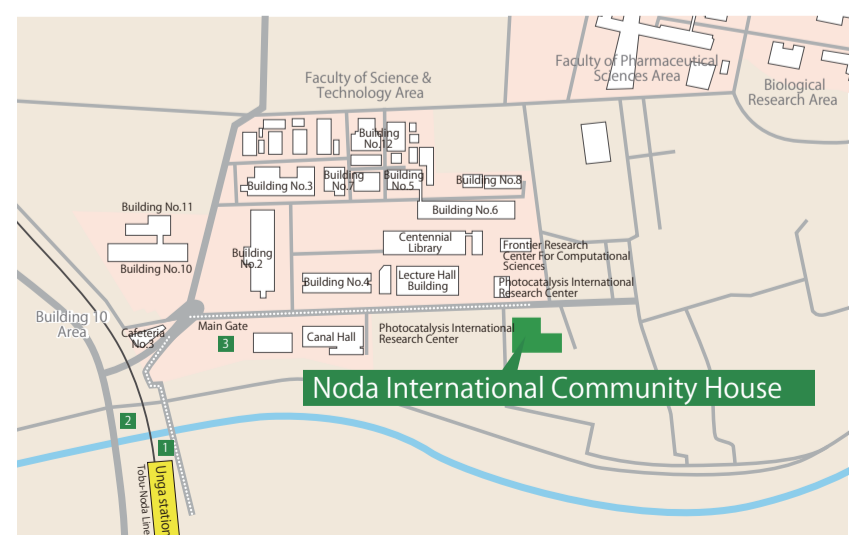 Faculty of Pharmaceutical
Sciences Area
Faculty of Science &
Technology Area
Biological
Research Area
Building
No.12
Building No.3
Building
No.7
Building
No.5
Building No.8
Building No.11
Building No.6
Building No.10
Building
No.2
Centennial
Library
Frontier Research
Center For Computational
Sciences
Building No.4
Lecture Hall
Building
Photocatalysis International
Research Center
Building 10
Area
Cafeteria
No.3
Main Gate
3
Canal Hall
Photocatalysis International
Research Center
Noda International Community House
2
1
Unga station
Tobu-Noda Line